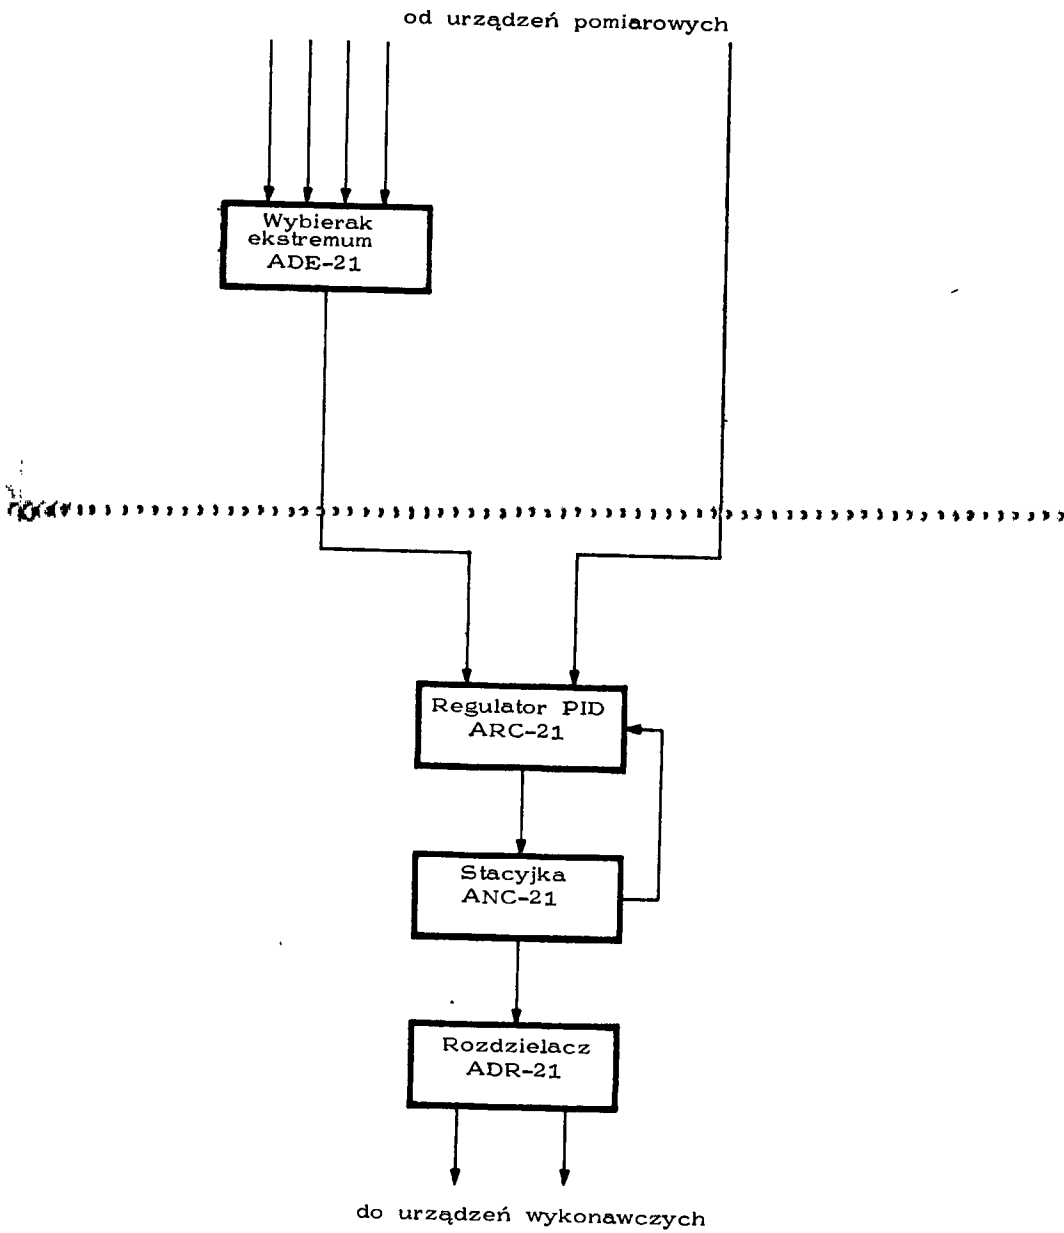 od urządzeń pomiarowych
Wybierak
ekstremum
ADE-21
Regulator PID
ARC-21
Stacyjka
ANC-21
Rozdzielacz
ADR-21
do urządzeń wykonawczych